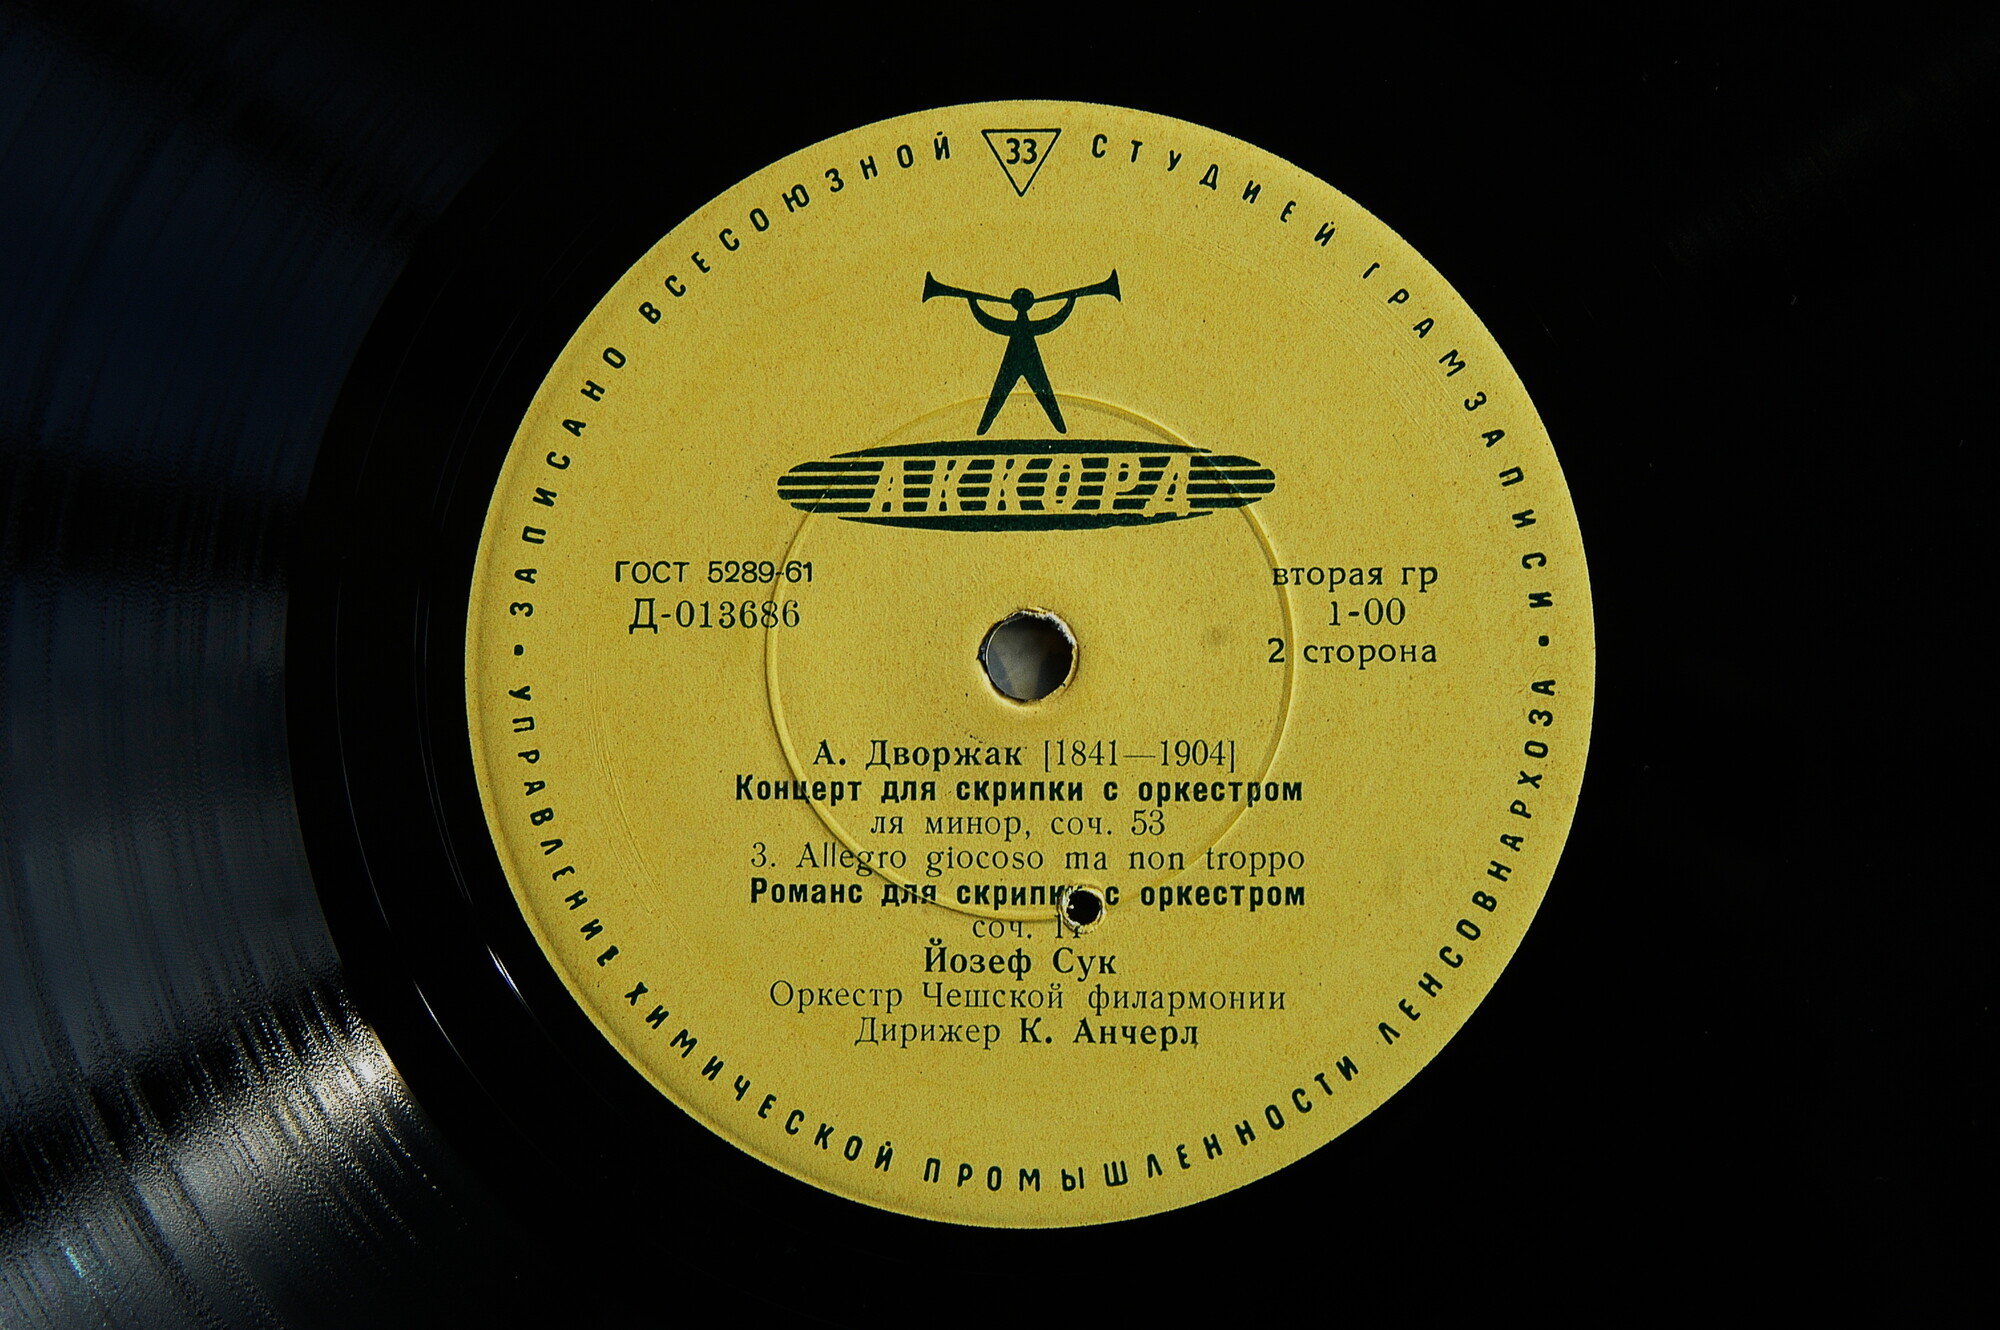 ЗАПИСАНО ВСЕСОЮЗНОЙ СТУДИЕЙ ГРАМЗАПИСИ •
33
АККОРД
ГОСТ 5289-61
Д-013686
вторая гр
1-00
2 сторона
А. Дворжак [1841—1904]
Концерт для скрипки с оркестром
ля минор, соч. 53
3. Allegro giocoso ma non troppo
Романс для скрипки с оркестром
соч. 11
Йозеф Сук
Оркестр Чешской филармонии
Дирижер К. Анчерл
УПРАВЛЕНИЕ ХИМИЧЕСКОЙ ПРОМЫШЛЕННОСТИ ЛЕНСОВНАРХОЗА •